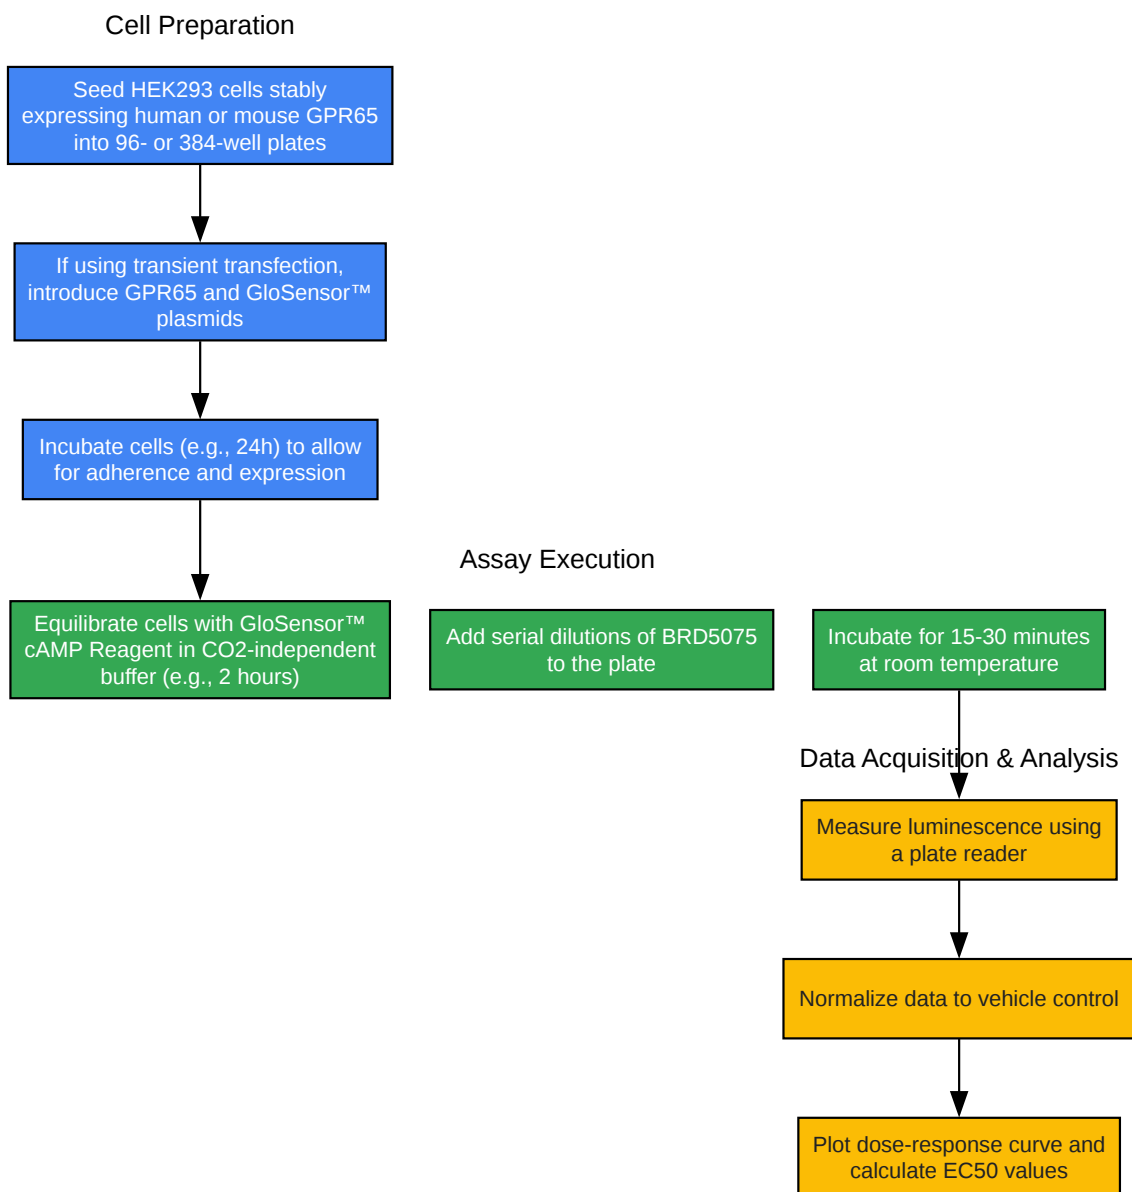 Cell Preparation
Seed HEK293 cells stably
expressing human or mouse GPR65
into 96- or 384-well plates
If using transient transfection,
introduce GPR65 and GloSensor™
plasmids
Incubate cells (e.g., 24h) to allow
for adherence and expression
Assay Execution
Equilibrate cells with GloSensor™
cAMP Reagent in CO2-independent
buffer (e.g., 2 hours)
Add serial dilutions of BRD5075
to the plate
Incubate for 15-30 minutes
at room temperature
Data Acquisition & Analysis
Measure luminescence using
a plate reader
Normalize data to vehicle control
Plot dose-response curve and
calculate EC50 values